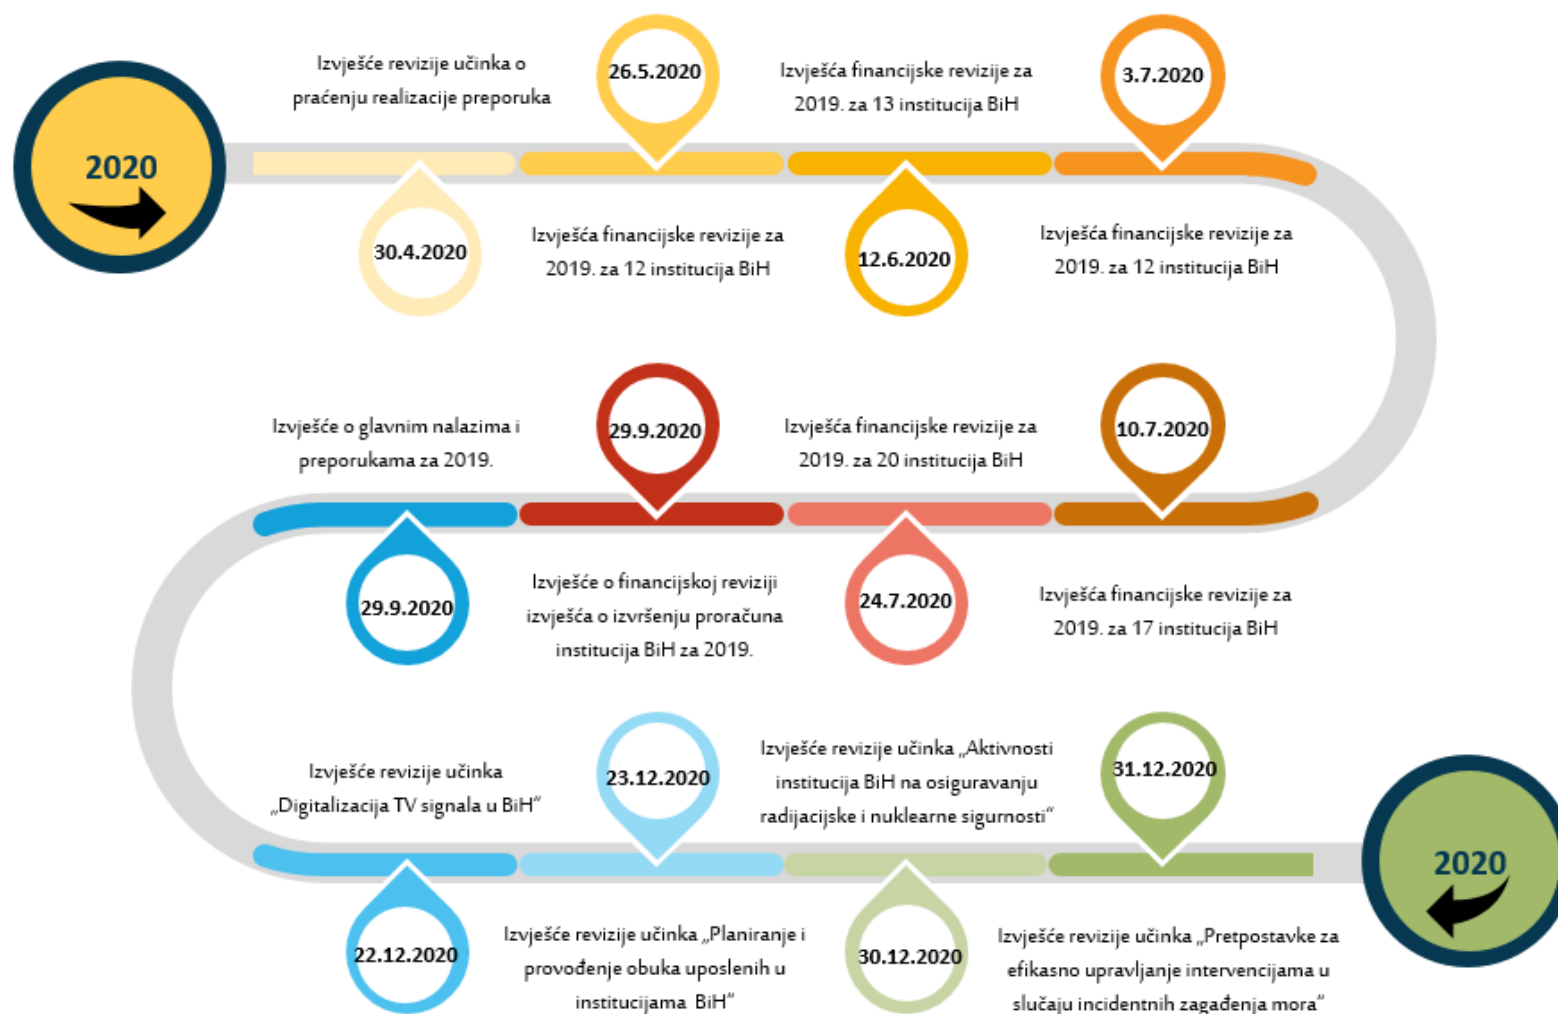 2020
Izvješće revizije učinka o
praćenju realizacije preporuka
30.4.2020
26.5.2020
Izvješća financijske revizije za
2019. za 12 institucija BiH
Izvješća financijske revizije za
2019. za 13 institucija BiH
12.6.2020
3.7.2020
Izvješća financijske revizije za
2019. za 12 institucija BiH
10.7.2020
Izvješća financijske revizije za
2019. za 17 institucija BiH
Izvješća financijske revizije za
2019. za 20 institucija BiH
24.7.2020
29.9.2020
Izvješće o financijskoj reviziji
izvješća o izvršenju proračuna
institucija BiH za 2019.
Izvješće o glavnim nalazima i
preporukama za 2019.
29.9.2020
Izvješće revizije učinka
„Digitalizacija TV signala u BiH“
22.12.2020
23.12.2020
Izvješće revizije učinka „Planiranje i
provođenje obuka uposlenih u
institucijama BiH“
Izvješće revizije učinka „Aktivnosti
institucija BiH na osiguravanju
radijacijske i nuklearne sigurnosti“
30.12.2020
31.12.2020
Izvješće revizije učinka „Pretpostavke za
efikasno upravljanje intervencijama u
slučaju incidentnih zagađenja mora“
2020